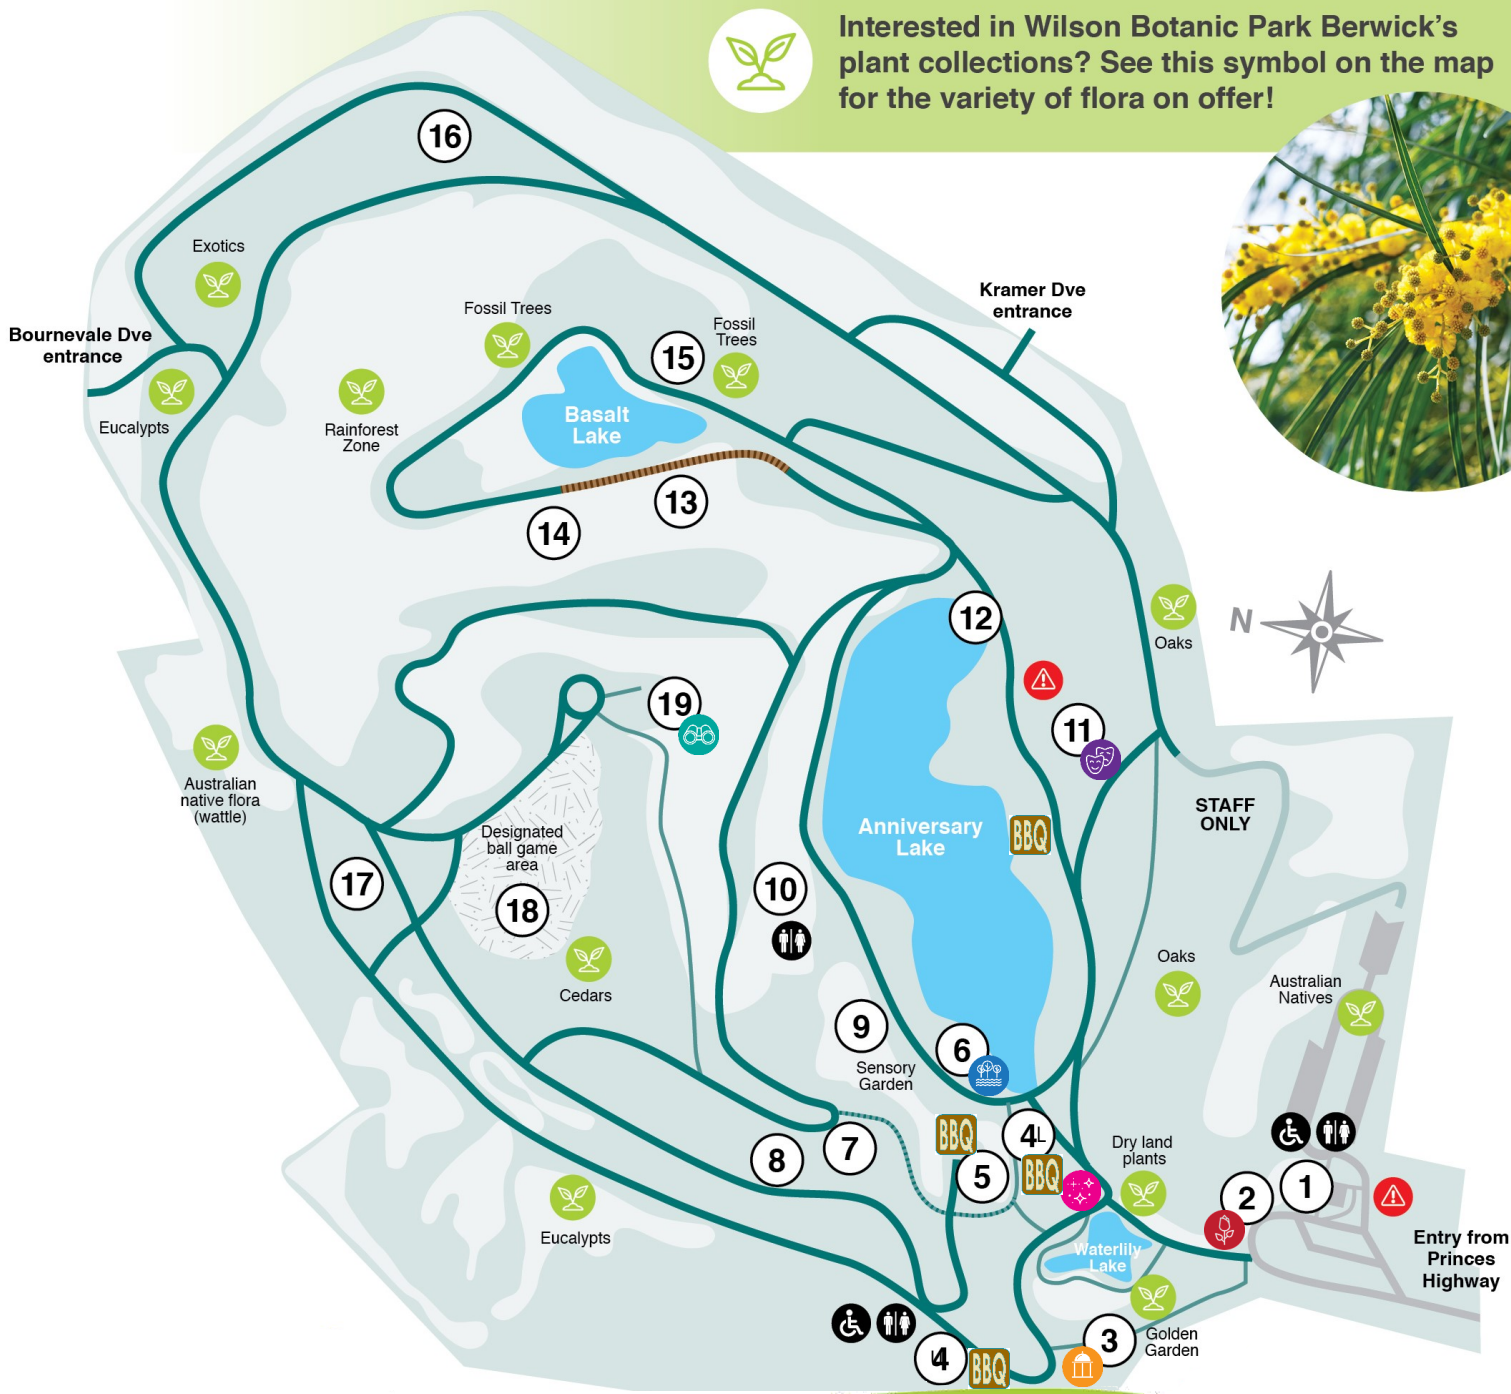 Interested in Wilson Botanic Park Berwick's
plant collections? See this symbol on the map
for the variety of flora on offer!
16
Exotics
Kramer Dve
entrance
Fossil Trees
Fossil
Trees
Bournevale Dve
entrance
15
Eucalypts
Rainforest
Zone
Basalt
Lake
13
14
12
N
Oaks
19
11
Australian
native flora
(wattle)
STAFF
ONLY
Designated
ball game
area
Anniversary
Lake
BBQ
17
10
18
Cedars
Oaks
Australian
Natives
9
Sensory
Garden
6
BBQ
4L
7
8
5
BBQ
Dry land
plants
2
1
Eucalypts
Waterlily
Lake
Entry from
Princes
Highway
3
Golden
Garden
4
BBQ